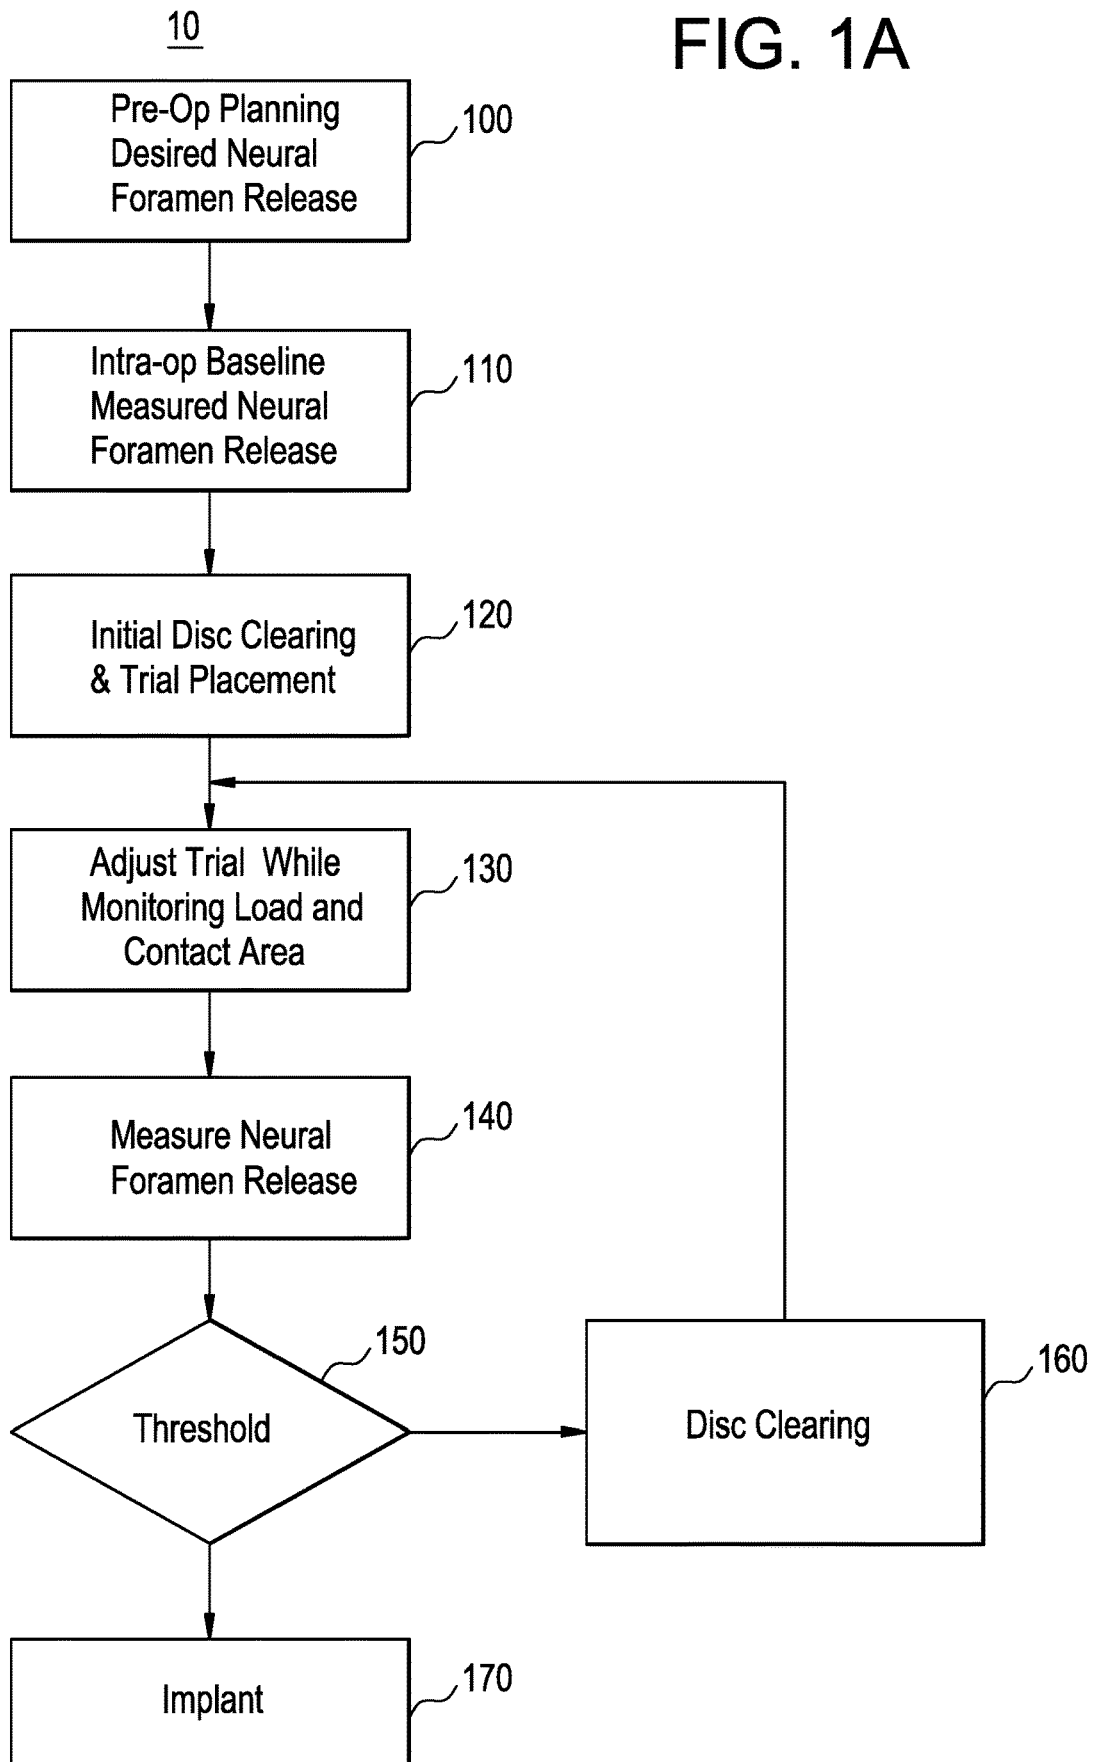 10
FIG. 1A
Pre-Op Planning
Desired Neural
Foramen Release
100
Intra-op Baseline
Measured Neural
Foramen Release
110
Initial Disc Clearing
& Trial Placement
120
Adjust Trial While
Monitoring Load and
Contact Area
130
Measure Neural
Foramen Release
140
Threshold
150
Disc Clearing
160
Implant
170